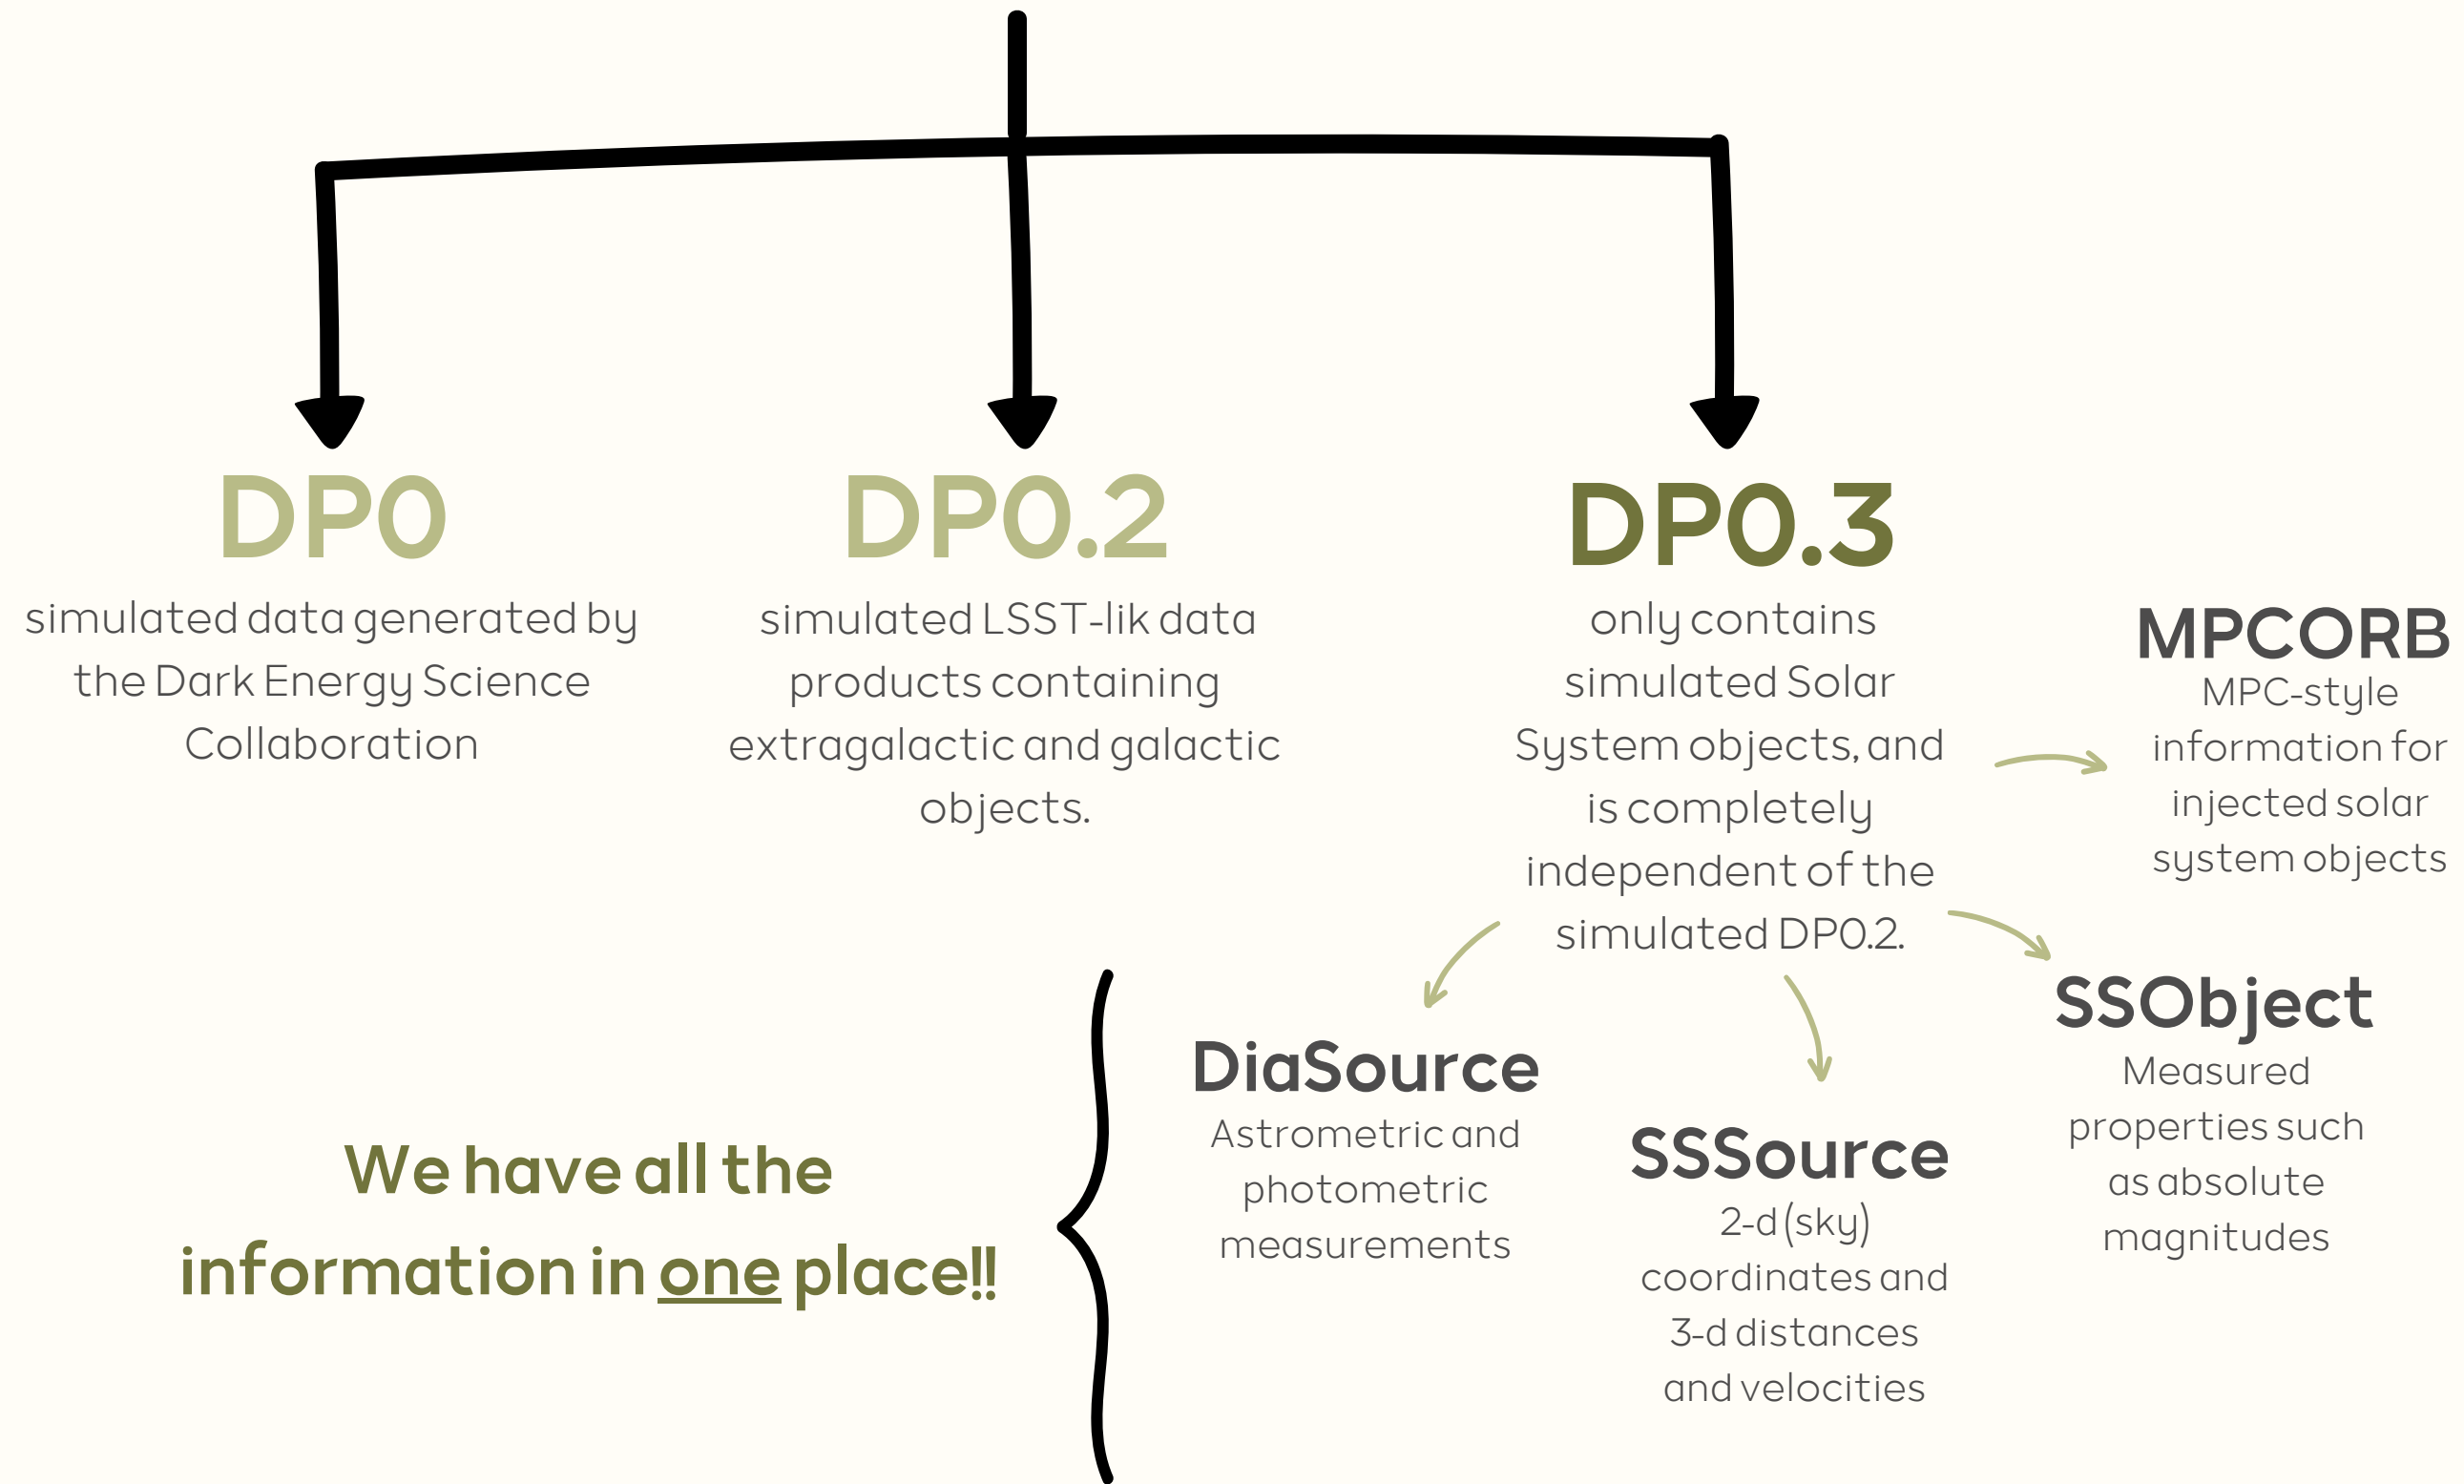 DP0
simulated data generated by
the Dark Energy Science
Collaboration
DP0.2
simulated LSST-lik data
products containing
extragalactic and galactic
objects.
DP0.3
only contains
simulated Solar
System objects, and
is completely
independent of the
simulated DP0.2.
MPCORB
MPC-style
information for
injected solar
system objects
SSObject
Measured
properties such
as absolute
magnitudes
DiaSource
Astrometric and
photometric
measurements
SSSource
2-d (sky)
coordinates and
3-d distances
and velocities
We have all the
information in one place!!